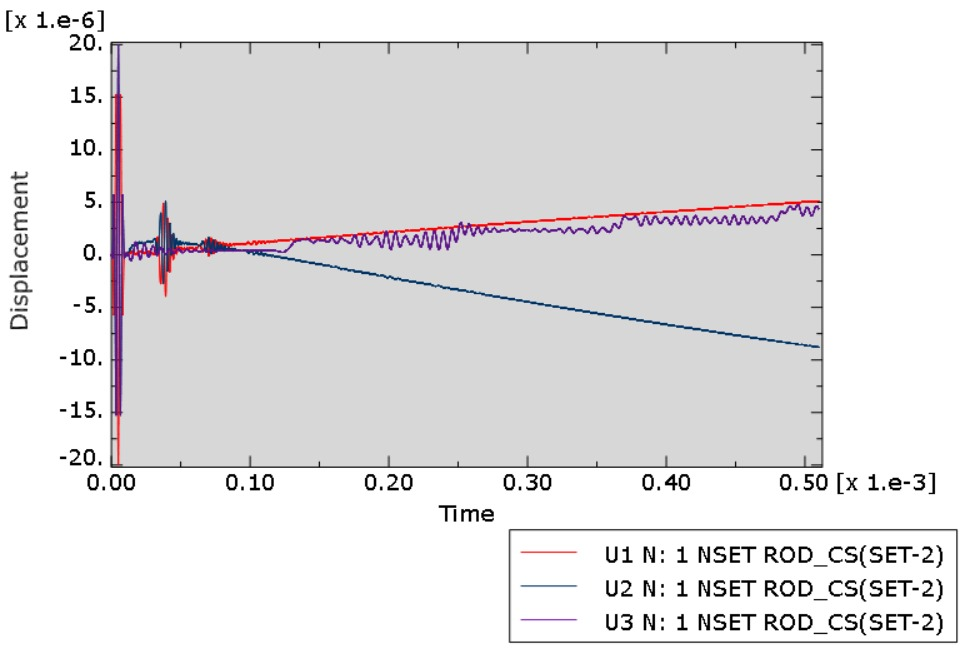 [x 1.e-6]
20.
15.
10.
5.
0.
-5.
-10.
-15.
-20.
Displacement
0.00 0.10 0.20 0.30 0.40 0.50 [x 1.e-3]
Time
U1 N: 1 NSET ROD_CS(SET-2)
U2 N: 1 NSET ROD_CS(SET-2)
U3 N: 1 NSET ROD_CS(SET-2)